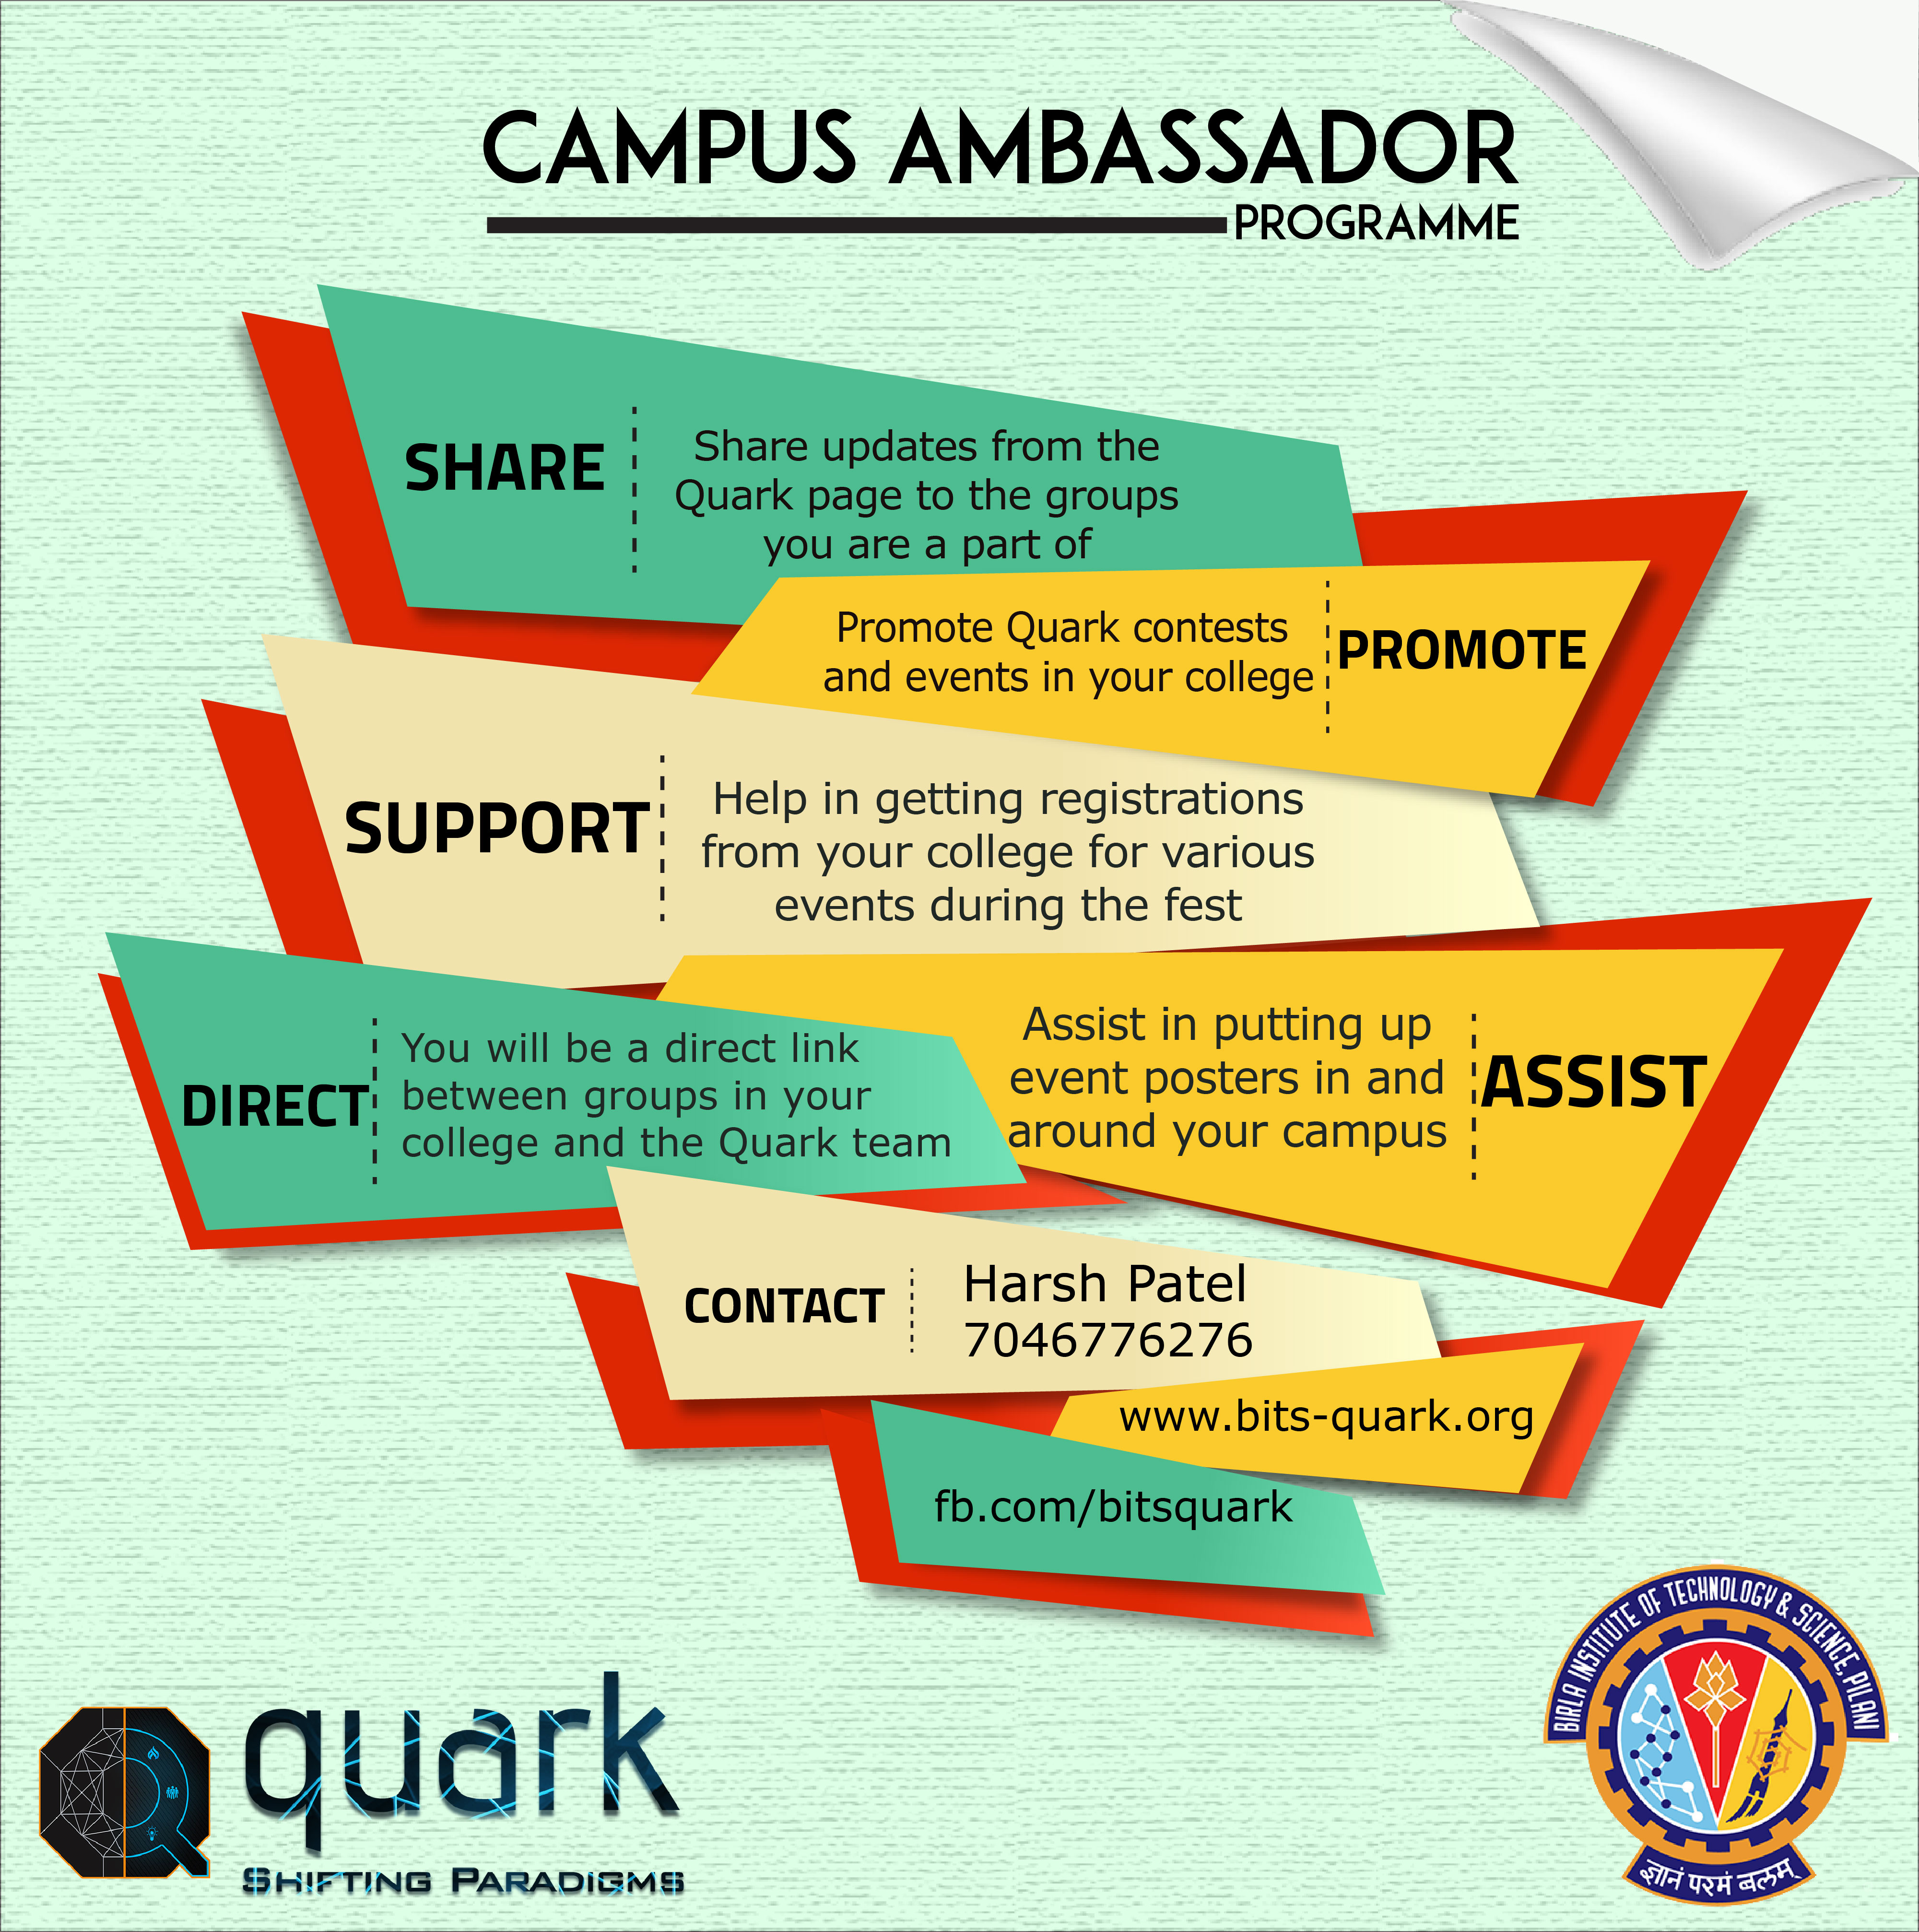 CAMPUS AMBASSADOR
PROGRAMME
SHARE
Share updates from the
Quark page to the groups
you are a part of
Promote Quark contests
and events in your college
PROMOTE
SUPPORT
Help in getting registrations
from your college for various
events during the fest
DIRECT
You will be a direct link
between groups in your
college and the Quark team
Assist in putting up
event posters in and
around your campus
ASSIST
CONTACT
Harsh Patel
7046776276
www.bits-quark.org
fb.com/bitsquark
quark
SHIFTING PARADIGMS
BIRLA INSTITUTE OF TECHNOLOGY & SCIENCE, PILANI
ज्ञानं परमं बलम्